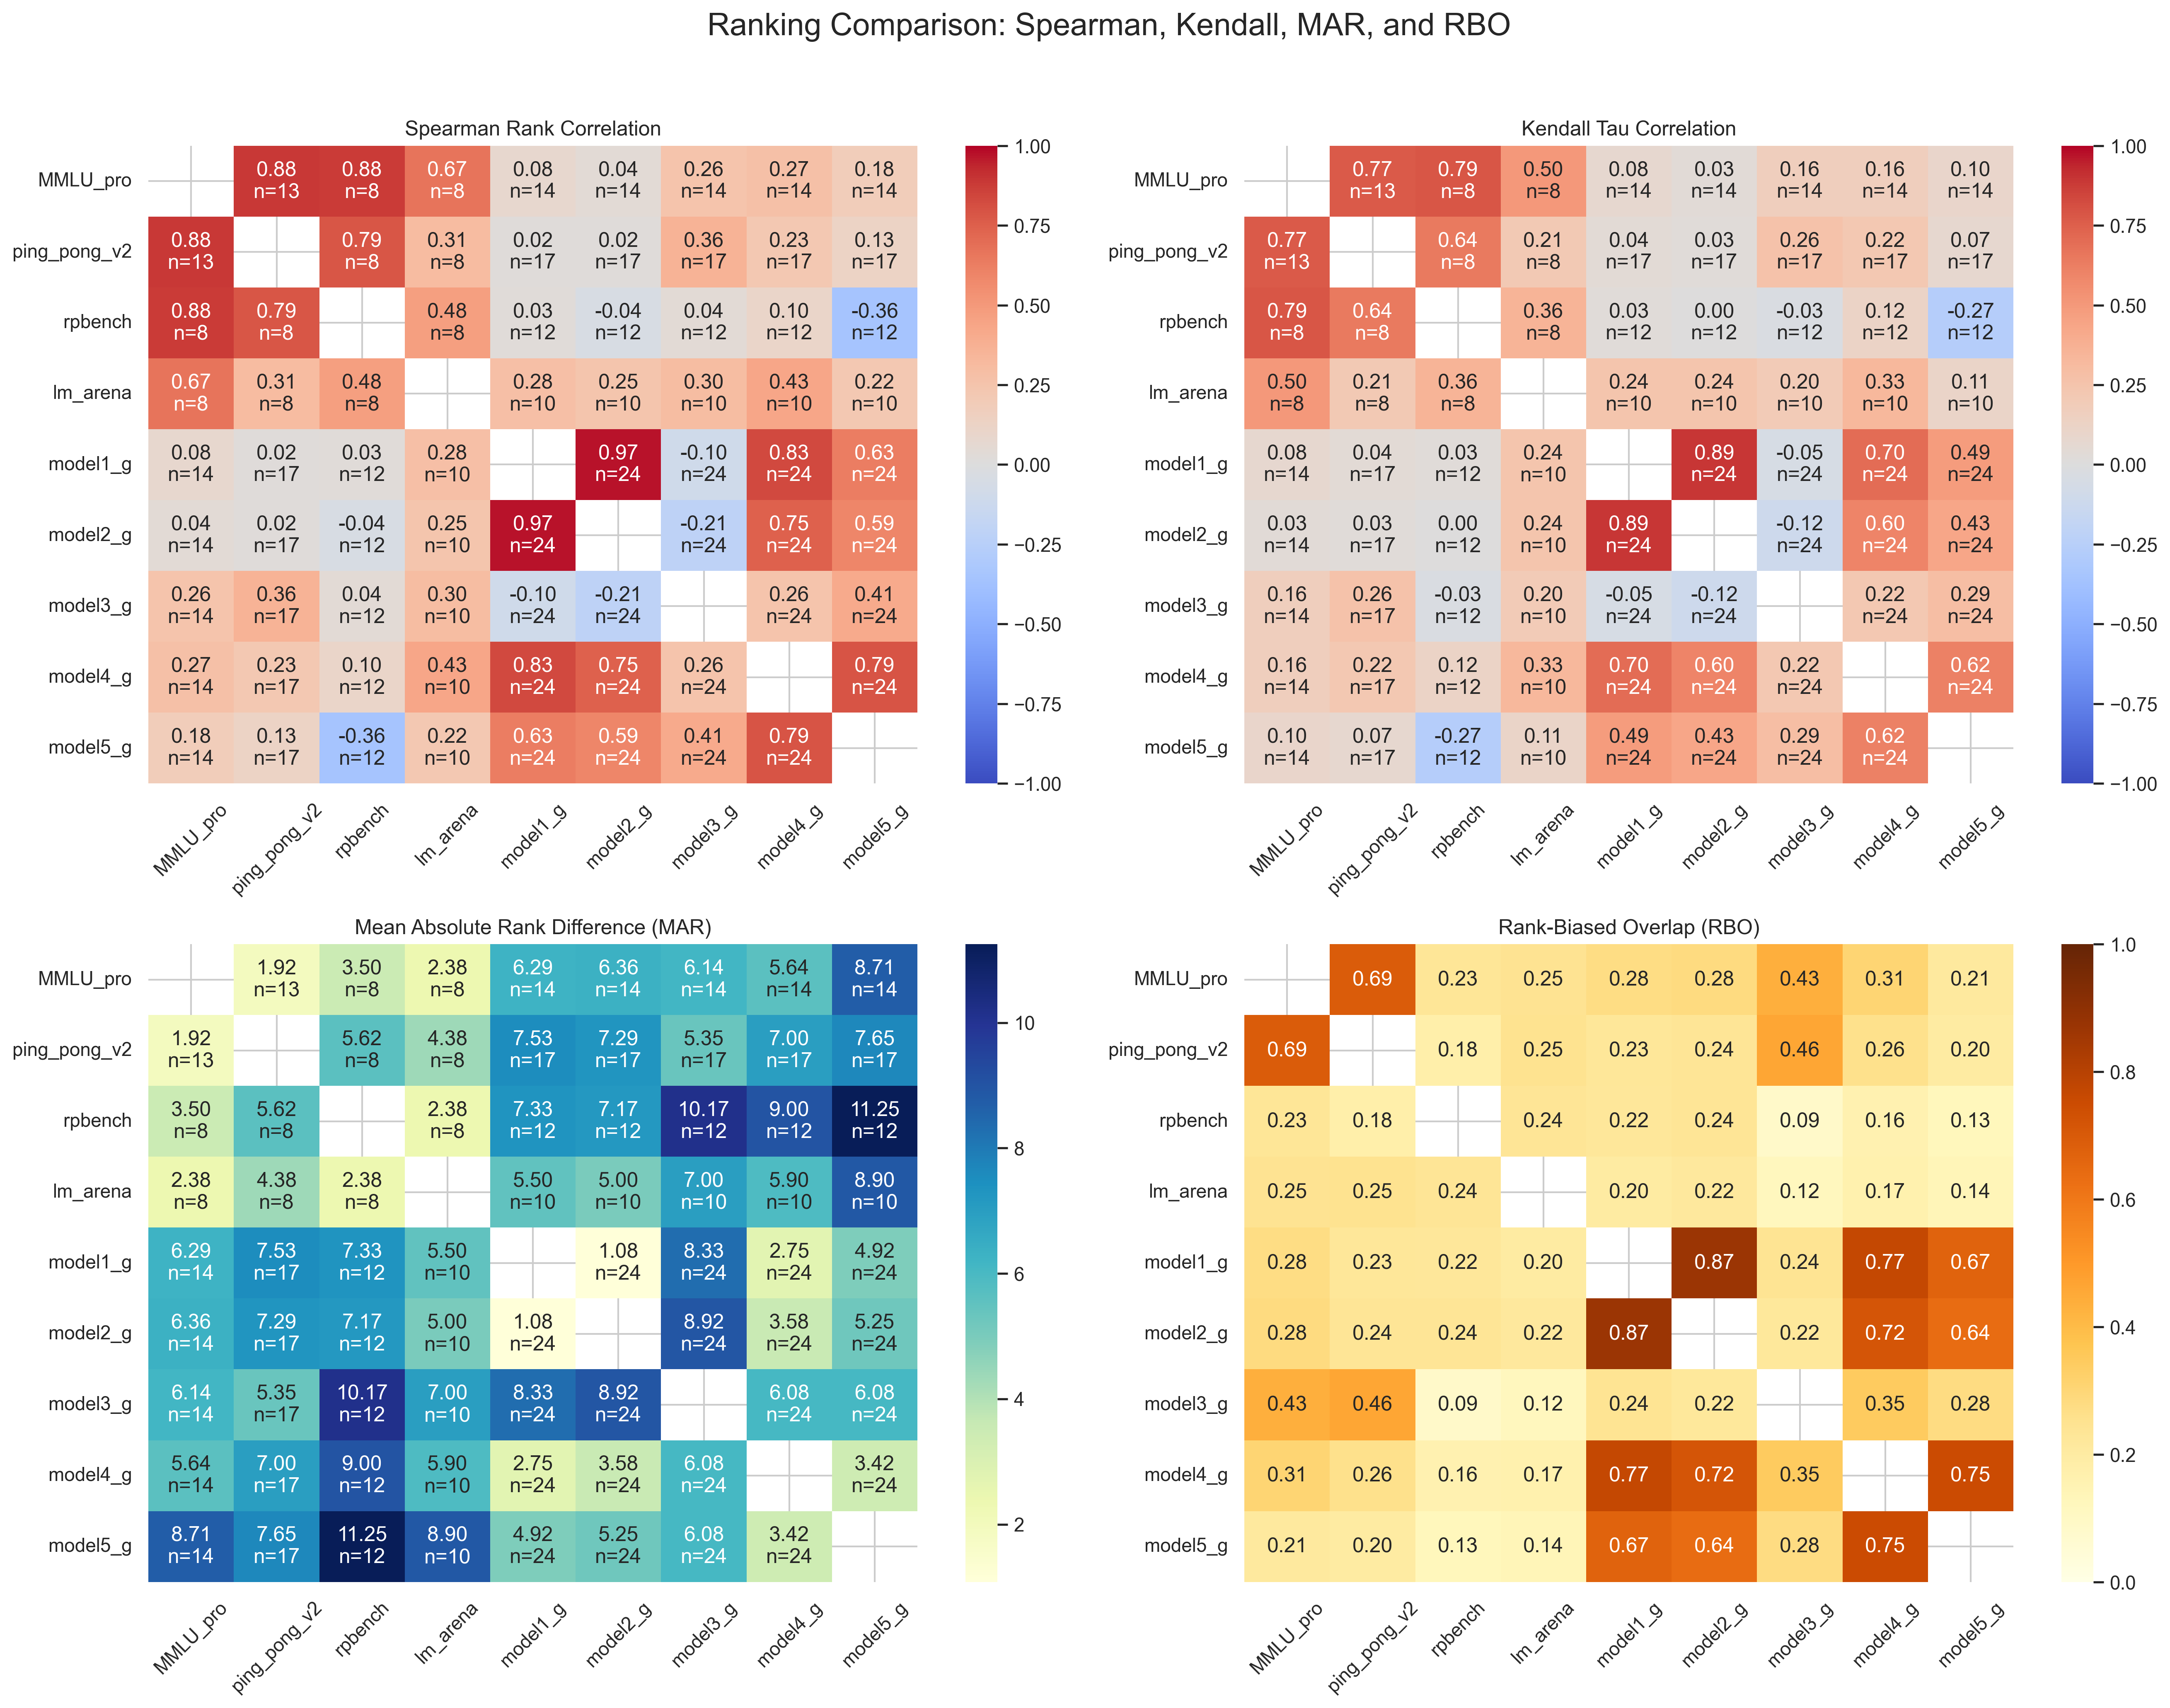 Ranking Comparison: Spearman, Kendall, MAR, and RBO
Spearman Rank Correlation
MMLU_pro 0.88 0.88 0.67 0.08 0.04 0.26 0.27 0.18
n=13 n=8 n=8 n=14 n=14 n=14 n=14 n=14
ping_pong_v2 0.88 0.79 0.31 0.02 0.02 0.36 0.23 0.13
n=13 n=8 n=8 n=17 n=17 n=17 n=17 n=17
rpbench 0.88 0.79 0.48 0.03 -0.04 0.04 0.10 -0.36
n=8 n=8 n=8 n=12 n=12 n=12 n=12 n=12
lm_arena 0.67 0.31 0.48 0.28 0.25 0.30 0.43 0.22
n=8 n=8 n=8 n=10 n=10 n=10 n=10 n=10
model1_g 0.08 0.02 0.03 0.28 0.97 -0.10 0.83 0.63
n=14 n=17 n=12 n=10 n=24 n=24 n=24 n=24
model2_g 0.04 0.02 -0.04 0.25 0.97 -0.21 0.75 0.59
n=14 n=17 n=12 n=10 n=24 n=24 n=24 n=24
model3_g 0.26 0.36 0.04 0.30 -0.10 -0.21 0.26 0.41
n=14 n=17 n=12 n=10 n=24 n=24 n=24 n=24
model4_g 0.27 0.23 0.10 0.43 0.83 0.75 0.26 0.79
n=14 n=17 n=12 n=10 n=24 n=24 n=24 n=24
model5_g 0.18 0.13 -0.36 0.22 0.63 0.59 0.41 0.79
n=14 n=17 n=12 n=10 n=24 n=24 n=24 n=24
MMLU_pro ping_pong_v2 rpbench lm_arena model1_g model2_g model3_g model4_g model5_g
1.00
0.75
0.50
0.25
0.00
−0.25
−0.50
−0.75
−1.00
Kendall Tau Correlation
MMLU_pro 0.77 0.79 0.50 0.08 0.03 0.16 0.16 0.10
n=13 n=8 n=8 n=14 n=14 n=14 n=14 n=14
ping_pong_v2 0.77 0.64 0.21 0.04 0.03 0.26 0.22 0.07
n=13 n=8 n=8 n=17 n=17 n=17 n=17 n=17
rpbench 0.79 0.64 0.36 0.03 0.00 -0.03 0.12 -0.27
n=8 n=8 n=8 n=12 n=12 n=12 n=12 n=12
lm_arena 0.50 0.21 0.36 0.24 0.24 0.20 0.33 0.11
n=8 n=8 n=8 n=10 n=10 n=10 n=10 n=10
model1_g 0.08 0.04 0.03 0.24 0.89 -0.05 0.70 0.49
n=14 n=17 n=12 n=10 n=24 n=24 n=24 n=24
model2_g 0.03 0.03 0.00 0.24 0.89 -0.12 0.60 0.43
n=14 n=17 n=12 n=10 n=24 n=24 n=24 n=24
model3_g 0.16 0.26 -0.03 0.20 -0.05 -0.12 0.22 0.29
n=14 n=17 n=12 n=10 n=24 n=24 n=24 n=24
model4_g 0.16 0.22 0.12 0.33 0.70 0.60 0.22 0.62
n=14 n=17 n=12 n=10 n=24 n=24 n=24 n=24
model5_g 0.10 0.07 -0.27 0.11 0.49 0.43 0.29 0.62
n=14 n=17 n=12 n=10 n=24 n=24 n=24 n=24
MMLU_pro ping_pong_v2 rpbench lm_arena model1_g model2_g model3_g model4_g model5_g
1.00
0.75
0.50
0.25
0.00
−0.25
−0.50
−0.75
−1.00
Mean Absolute Rank Difference (MAR)
MMLU_pro 1.92 3.50 2.38 6.29 6.36 6.14 5.64 8.71
n=13 n=8 n=8 n=14 n=14 n=14 n=14 n=14
ping_pong_v2 1.92 5.62 4.38 7.53 7.29 5.35 7.00 7.65
n=13 n=8 n=8 n=17 n=17 n=17 n=17 n=17
rpbench 3.50 5.62 2.38 7.33 7.17 10.17 9.00 11.25
n=8 n=8 n=8 n=12 n=12 n=12 n=12 n=12
lm_arena 2.38 4.38 2.38 5.50 5.00 7.00 5.90 8.90
n=8 n=8 n=8 n=10 n=10 n=10 n=10 n=10
model1_g 6.29 7.53 7.33 5.50 1.08 8.33 2.75 4.92
n=14 n=17 n=12 n=10 n=24 n=24 n=24 n=24
model2_g 6.36 7.29 7.17 5.00 1.08 8.92 3.58 5.25
n=14 n=17 n=12 n=10 n=24 n=24 n=24 n=24
model3_g 6.14 5.35 10.17 7.00 8.33 8.92 6.08 6.08
n=14 n=17 n=12 n=10 n=24 n=24 n=24 n=24
model4_g 5.64 7.00 9.00 5.90 2.75 3.58 6.08 3.42
n=14 n=17 n=12 n=10 n=24 n=24 n=24 n=24
model5_g 8.71 7.65 11.25 8.90 4.92 5.25 6.08 3.42
n=14 n=17 n=12 n=10 n=24 n=24 n=24 n=24
MMLU_pro ping_pong_v2 rpbench lm_arena model1_g model2_g model3_g model4_g model5_g
10
8
6
4
2
Rank-Biased Overlap (RBO)
MMLU_pro 0.69 0.23 0.25 0.28 0.28 0.43 0.31 0.21
ping_pong_v2 0.69 0.18 0.25 0.23 0.24 0.46 0.26 0.20
rpbench 0.23 0.18 0.24 0.22 0.24 0.09 0.16 0.13
lm_arena 0.25 0.25 0.24 0.20 0.22 0.12 0.17 0.14
model1_g 0.28 0.23 0.22 0.20 0.87 0.24 0.77 0.67
model2_g 0.28 0.24 0.24 0.22 0.87 0.22 0.72 0.64
model3_g 0.43 0.46 0.09 0.12 0.24 0.22 0.35 0.28
model4_g 0.31 0.26 0.16 0.17 0.77 0.72 0.35 0.75
model5_g 0.21 0.20 0.13 0.14 0.67 0.64 0.28 0.75
MMLU_pro ping_pong_v2 rpbench lm_arena model1_g model2_g model3_g model4_g model5_g
1.0
0.8
0.6
0.4
0.2
0.0